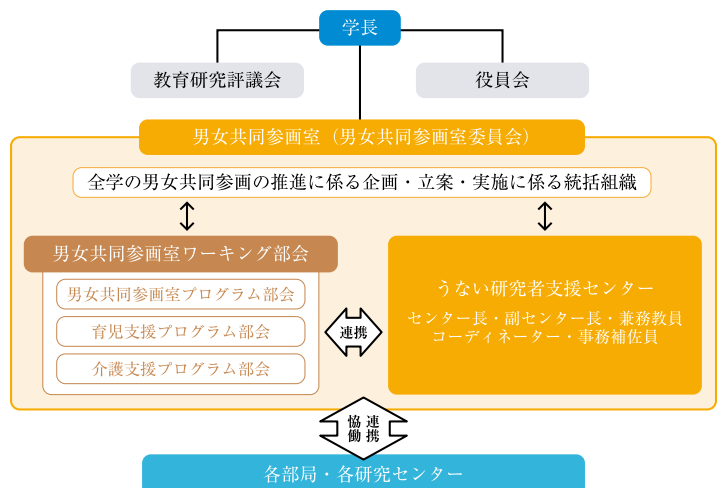 学長
教育研究評議会
役員会
男女共同参画室（男女共同参画室委員会）
全学の男女共同参画の推進に係る企画・立案・実施に係る統括組織
男女共同参画室ワーキング部会
男女共同参画室プログラム部会
育児支援プログラム部会
介護支援プログラム部会
連携
うない研究者支援センター
センター長・副センター長・兼務教員
コーディネーター・事務補佐員
連携
協働
各部局・各研究センター